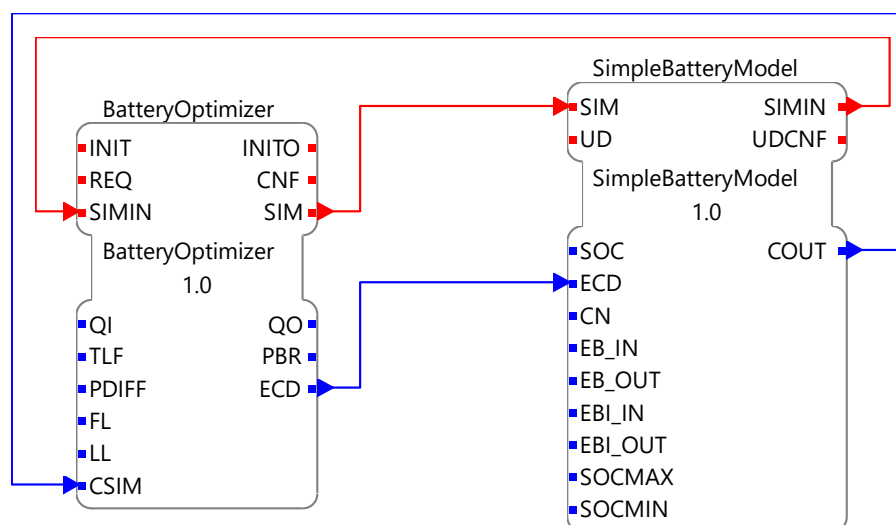 BatteryOptimizer
INIT INITO
REQ CNF
SIMIN SIM
BatteryOptimizer
1.0
QI QO
TLF PBR
PDIFF ECD
FL
LL
CSIM
SimpleBatteryModel
SIM SIMIN
UD UDCNF
SimpleBatteryModel
1.0
SOC COUT
ECD
CN
EB_IN
EB_OUT
EBI_IN
EBI_OUT
SOCMAX
SOCMIN